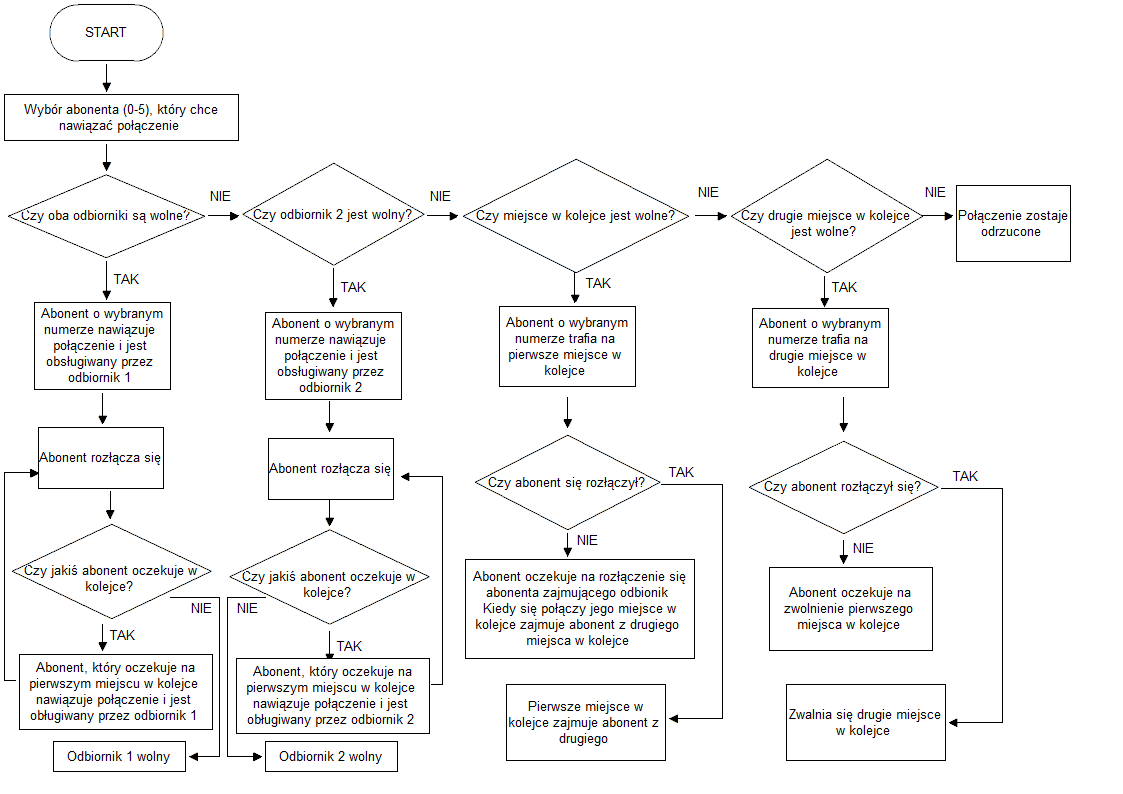 START
Wybór abonenta (0-5), który chce
nawiązać połączenie
Czy oba odbiorniki są wolne?
NIE
Czy odbiornik 2 jest wolny?
NIE
Czy miejsce w kolejce jest wolne?
NIE
Czy drugie miejsce w kolejce
jest wolne?
NIE
Połączenie zostaje
odrzucone
TAK
Abonent o wybranym
numerze nawiązuje
połączenie i jest
obsługiwany przez
odbiornik 1
TAK
Abonent o wybranym
numerze nawiązuje
połączenie i jest
obsługiwany przez
odbiornik 2
TAK
Abonent o wybranym
numerze trafia na
pierwsze miejsce w
kolejce
TAK
Abonent o wybranym
numerze trafia na
drugie miejsce w
kolejce
Abonent rozłącza się
Abonent rozłącza się
Czy abonent się rozłączył?
TAK
Czy abonent rozłączył się?
TAK
Czy jakiś abonent oczekuje w
kolejce?
NIE
TAK
Czy jakiś abonent oczekuje w
kolejce?
NIE
TAK
NIE
Abonent oczekuje na rozłączenie się
abonenta zajmującego odbionik
Kiedy się połączy jego miejsce w
kolejce zajmuje abonent z drugiego
miejsca w kolejce
NIE
Abonent oczekuje na
zwolnienie pierwszego
miejsca w kolejce
Abonent, który oczekuje na
pierwszym miejscu w kolejce
nawiązuje połączenie i jest
obługiwany przez odbiornik 1
Abonent, który oczekuje na
pierwszym miejscu w kolejce
nawiązuje połączenie i jest
obługiwany przez odbiornik 2
Pierwsze miejsce w
kolejce zajmuje abonent z
drugiego
Zwalnia się drugie miejsce
w kolejce
Odbiornik 1 wolny
Odbiornik 2 wolny